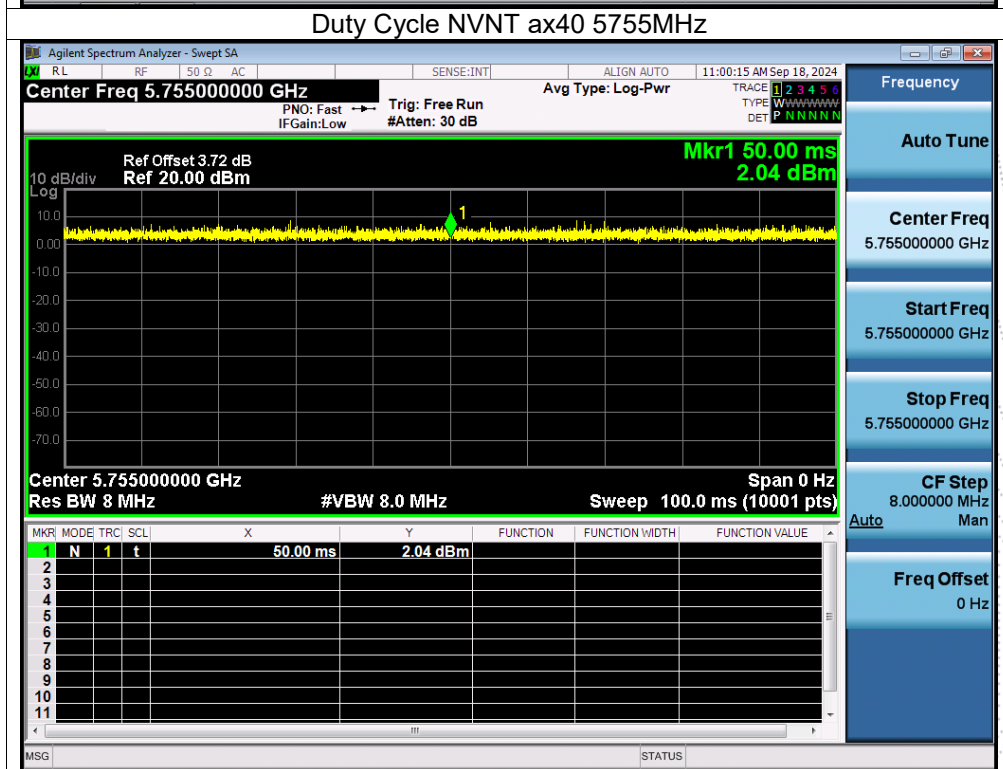 Duty Cycle NVNT ax40 5755MHz
Agilent Spectrum Analyzer - Swept SA
LXI RL RF 50 Ω AC SENSE:INT ALIGN AUTO 11:00:15 AM Sep 18, 2024
Center Freq 5.755000000 GHz
PNO: Fast
IFGain:Low
Trig: Free Run
#Atten: 30 dB
Avg Type: Log-Pwr
TRACE 1 2 3 4 5 6
TYPE WWWWWW
DET P N N N N N
Mkr1 50.00 ms
2.04 dBm
Ref Offset 3.72 dB
Ref 20.00 dBm
10 dB/div
Log
10.0
0.00
-10.0
-20.0
-30.0
-40.0
-50.0
-60.0
-70.0
1
Center 5.755000000 GHz
Span 0 Hz
Res BW 8 MHz
#VBW 8.0 MHz
Sweep 100.0 ms (10001 pts)
MKR MODE TRC SCL X Y FUNCTION FUNCTION WIDTH FUNCTION VALUE
1 N 1 t 50.00 ms 2.04 dBm
2
3
4
5
6
7
8
9
10
11
MSG
STATUS
Frequency
Auto Tune
Center Freq
5.755000000 GHz
Start Freq
5.755000000 GHz
Stop Freq
5.755000000 GHz
CF Step
8.000000 MHz
Auto Man
Freq Offset
0 Hz